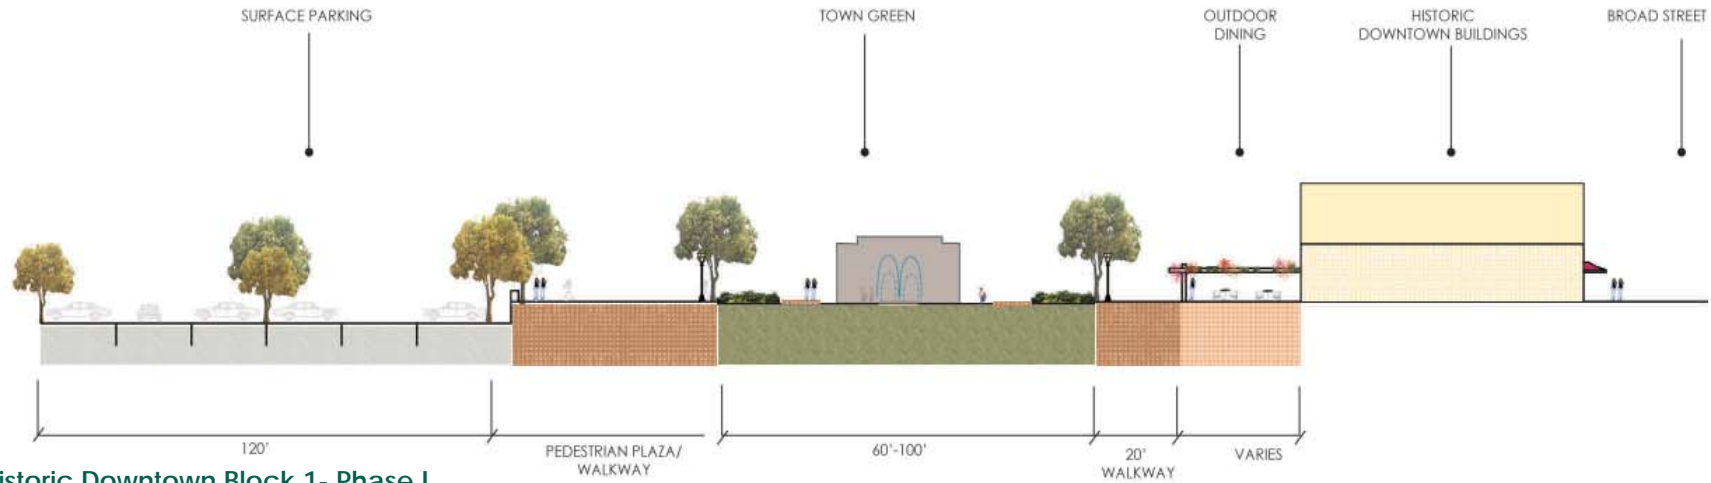 SURFACE PARKING
TOWN GREEN
OUTDOOR
DINING
HISTORIC
DOWNTOWN BUILDINGS
BROAD STREET
120'
PEDESTRIAN PLAZA/
WALKWAY
60'-100'
20'
WALKWAY
VARIES
istoric Downtown Block 1- Phase I